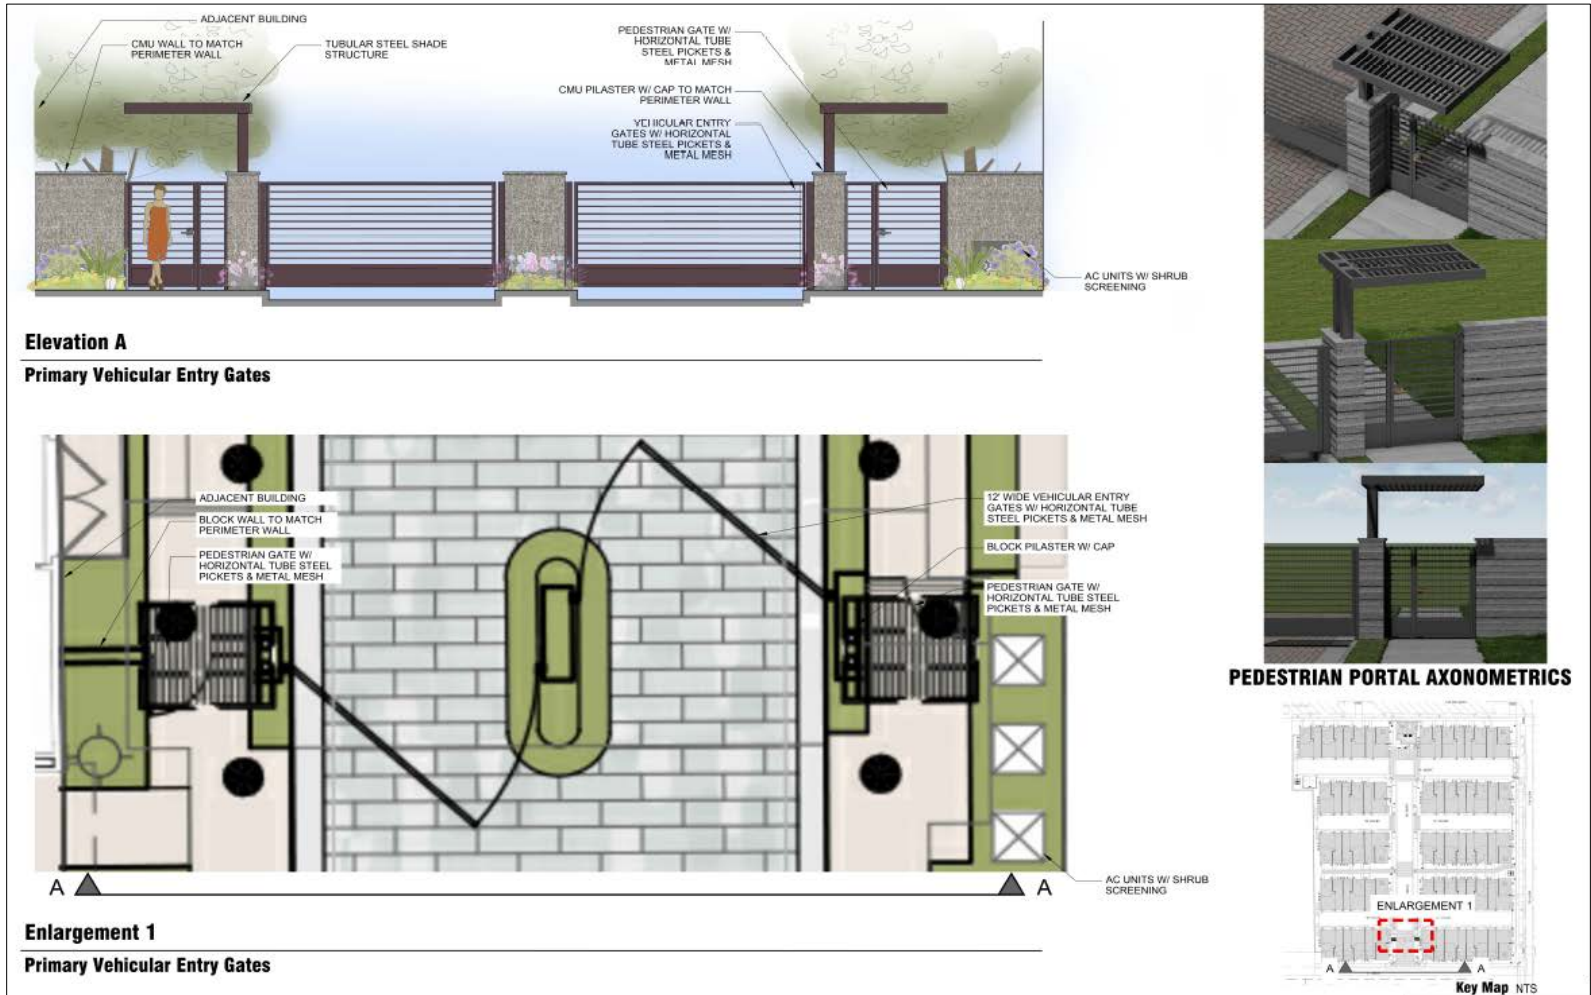 ADJACENT BUILDING
CMU WALL TO MATCH
PERIMETER WALL
TUBULAR STEEL SHADE
STRUCTURE
PEDESTRIAN GATE W/
HORIZONTAL TUBE
STEEL PICKETS &
METAL MESH
CMU PILASTER W/ CAP TO MATCH
PERIMETER WALL
VEHICULAR ENTRY
GATES W/ HORIZONTAL
TUBE STEEL PICKETS &
METAL MESH
AC UNITS W/ SHRUB
SCREENING
Elevation A
Primary Vehicular Entry Gates
ADJACENT BUILDING
BLOCK WALL TO MATCH
PERIMETER WALL
PEDESTRIAN GATE W/
HORIZONTAL TUBE STEEL
PICKETS & METAL MESH
12' WIDE VEHICULAR ENTRY
GATES W/ HORIZONTAL TUBE
STEEL PICKETS & METAL MESH
BLOCK PILASTER W/ CAP
PEDESTRIAN GATE W/
HORIZONTAL TUBE STEEL
PICKETS & METAL MESH
AC UNITS W/ SHRUB
SCREENING
A
A
Enlargement 1
Primary Vehicular Entry Gates
PEDESTRIAN PORTAL AXONOMETRICS
ENLARGEMENT 1
A
A
Key Map NTS